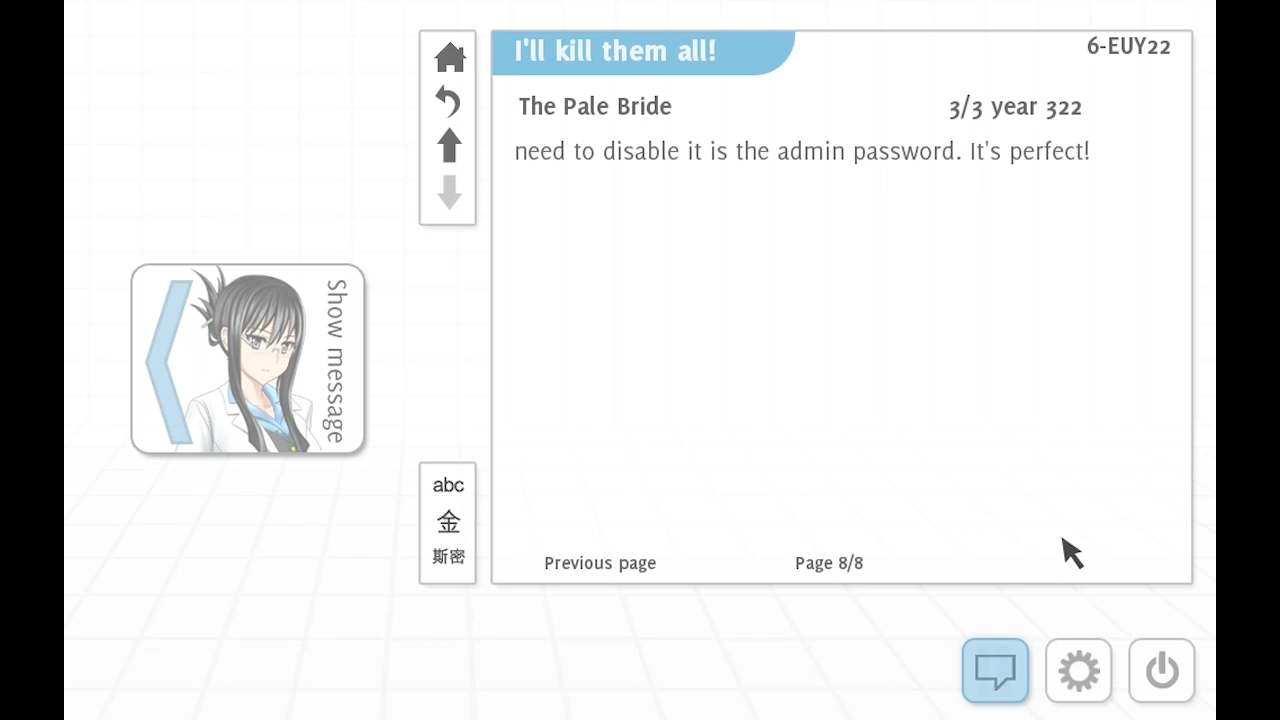 I'll kill them all!
6-EUY22
The Pale Bride
3/3 year 322
need to disable it is the admin password. It's perfect!
Show message
abc
金
斯密
Previous page
Page 8/8